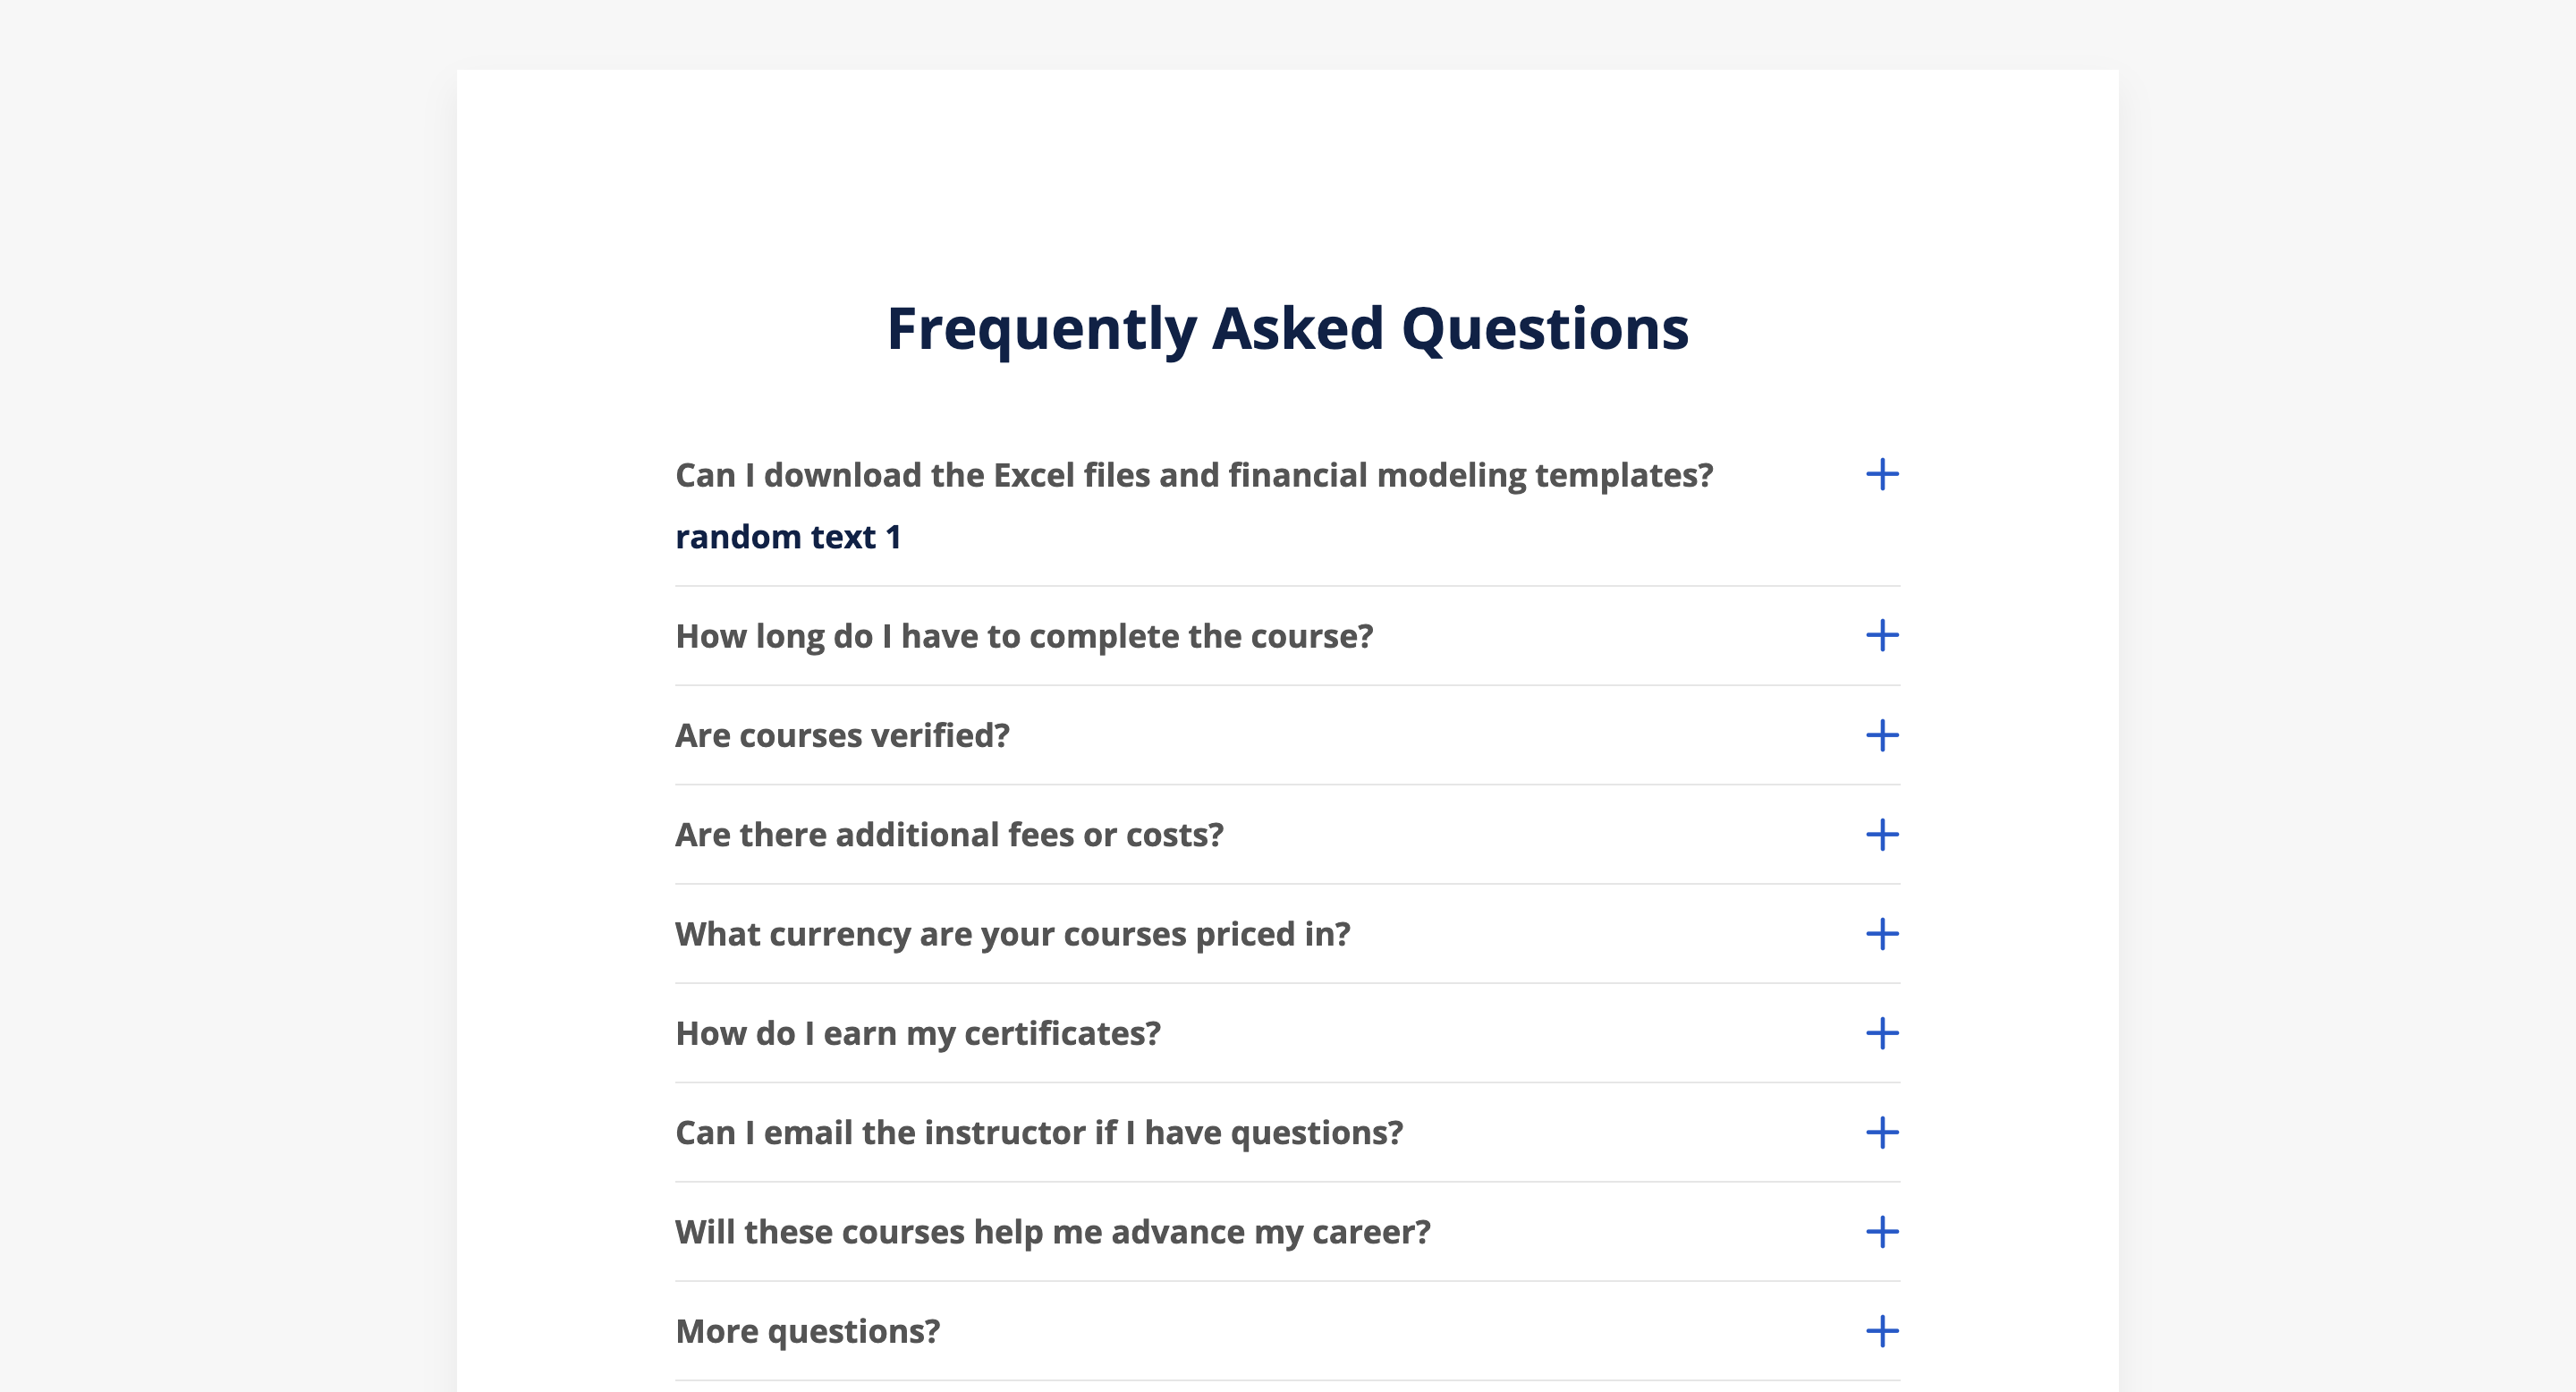 Frequently Asked Questions
Can I download the Excel files and financial modeling templates?
random text 1
How long do I have to complete the course?
Are courses verified?
Are there additional fees or costs?
What currency are your courses priced in?
How do I earn my certificates?
Can I email the instructor if I have questions?
Will these courses help me advance my career?
More questions?